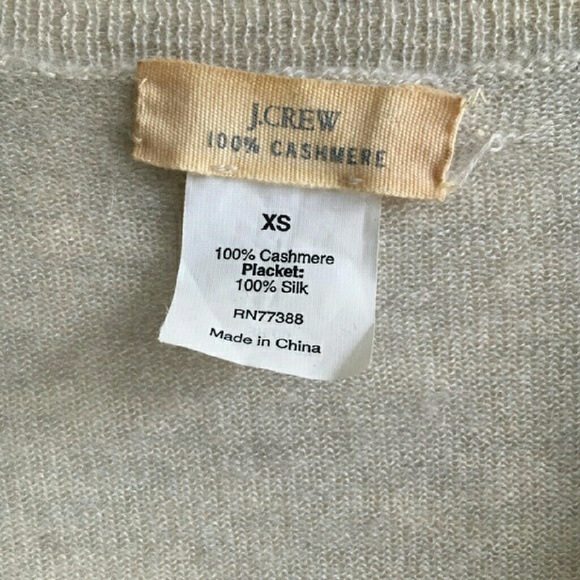 J.CREW
100% CASHMERE
XS
100% Cashmere
Placket:
100% Silk
RN77388
Made in China